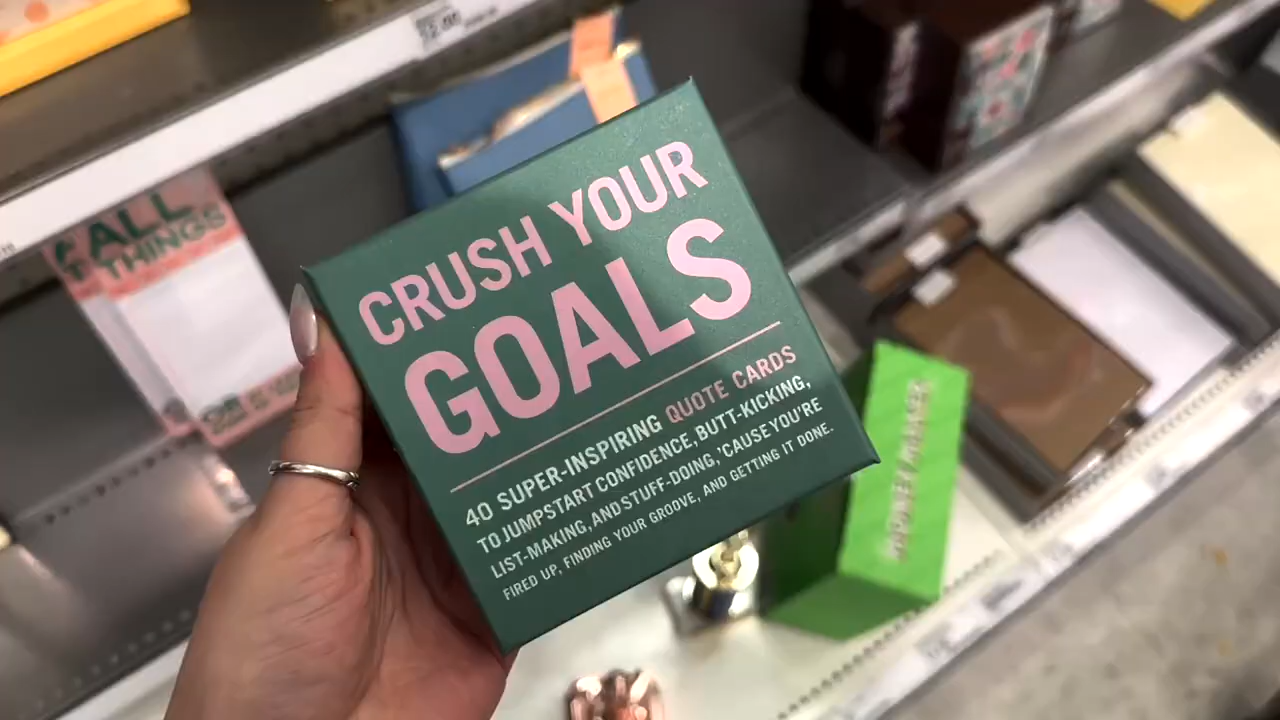 CRUSH YOUR
GOALS
40 SUPER-INSPIRING QUOTE CARDS
TO JUMPSTART CONFIDENCE, BUTT-KICKING,
LIST-MAKING, AND STUFF-DOING, 'CAUSE YOU'RE
FIRED UP, FINDING YOUR GROOVE, AND GETTING IT DONE.
ALL
THINGS
OR